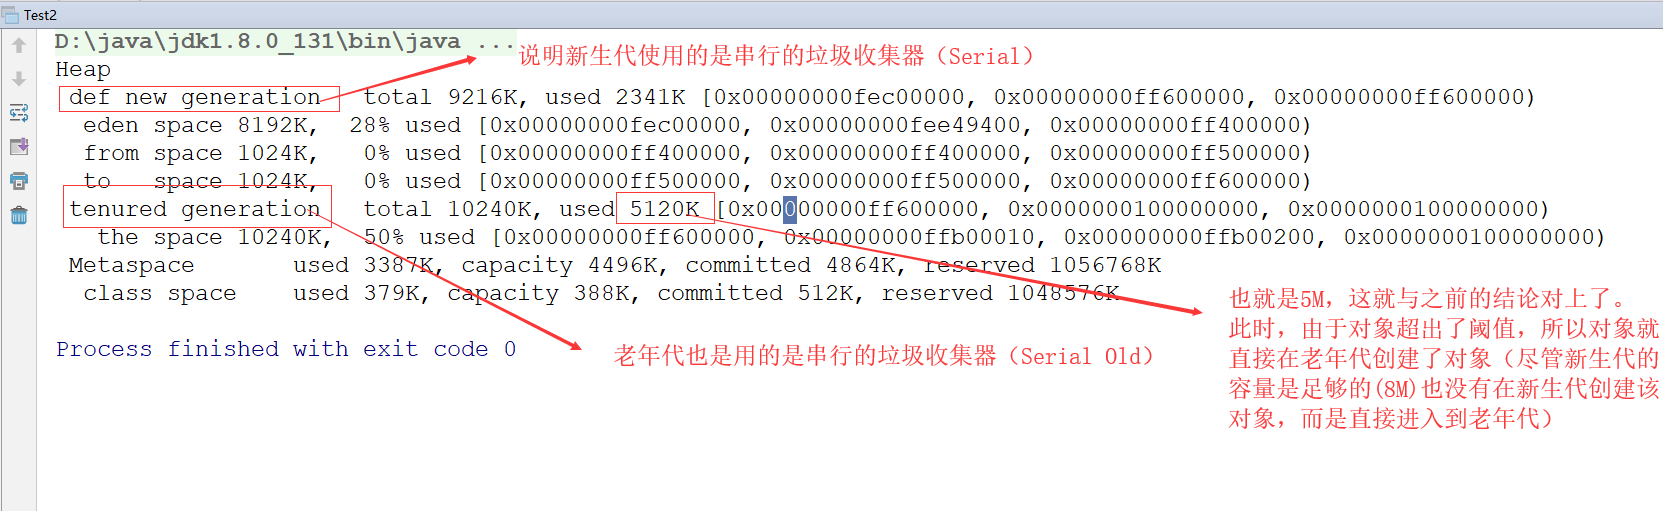 Test2
D:\java\jdk1.8.0_131\bin\java ...
说明新生代使用的是串行的垃圾收集器（Serial）
Heap
def new generation   total 9216K, used 2341K [0x00000000fec00000, 0x00000000ff600000, 0x00000000ff600000)
eden space 8192K,  28% used [0x00000000fec00000, 0x00000000fee49400, 0x00000000ff400000)
from space 1024K,   0% used [0x00000000ff400000, 0x00000000ff400000, 0x00000000ff500000)
to   space 1024K,   0% used [0x00000000ff500000, 0x00000000ff500000, 0x00000000ff600000)
tenured generation   total 10240K, used 5120K [0x00000000ff600000, 0x0000000100000000, 0x0000000100000000)
the space 10240K,  50% used [0x00000000ff600000, 0x00000000ffb00010, 0x00000000ffb00200, 0x0000000100000000)
Metaspace       used 3387K, capacity 4496K, committed 4864K, reserved 1056768K
class space    used 379K, capacity 388K, committed 512K, reserved 1048576K
Process finished with exit code 0
老年代也是用的是串行的垃圾收集器（Serial Old）
也就是5M，这就与之前的结论对上了。
此时，由于对象超出了阈值，所以对象就
直接在老年代创建了对象（尽管新生代的
容量是足够的(8M)也没有在新生代创建该
对象，而是直接进入到老年代）